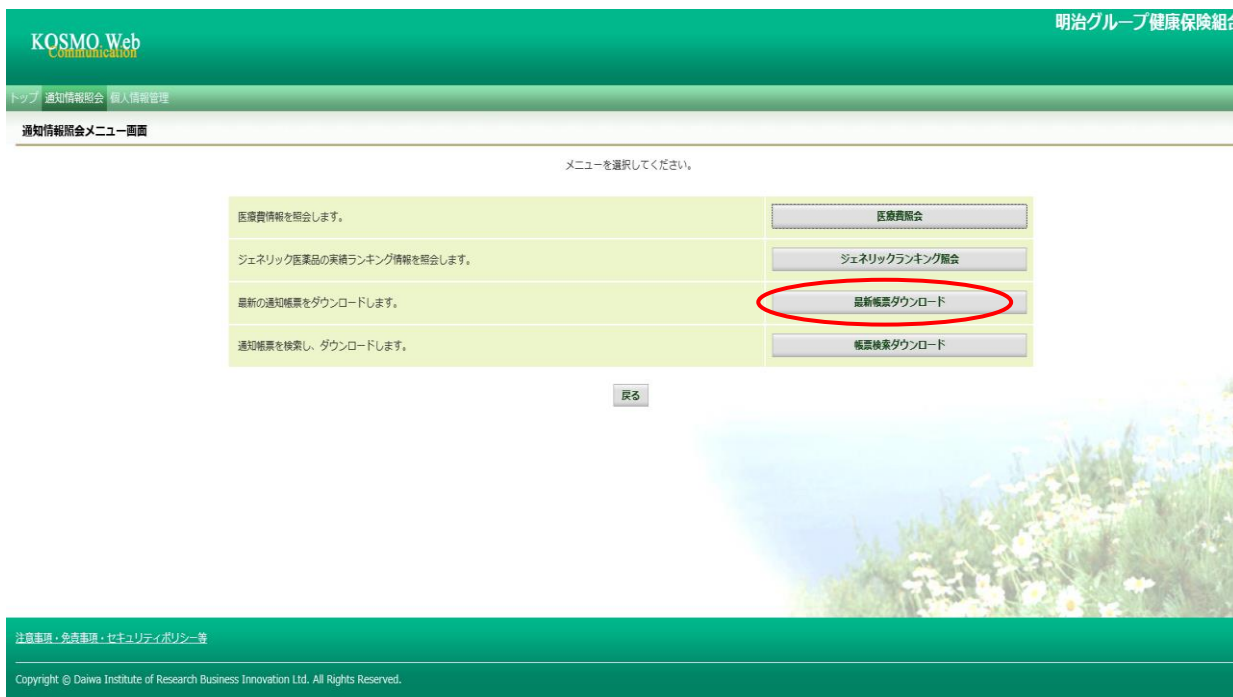 明治グループ健康保険組合
KOSMO Web
Communication
トップ 通知情報照会 個人情報管理
通知情報照会メニュー画面
メニューを選択してください。
医療費情報を照会します。 医療費照会
ジェネリック医薬品の実績ランキング情報を照会します。 ジェネリックランキング照会
最新の通知帳票をダウンロードします。 最新帳票ダウンロード
通知帳票を検索し、ダウンロードします。 帳票検索ダウンロード
戻る
注意事項・免責事項・セキュリティポリシー等
Copyright © Daiwa Institute of Research Business Innovation Ltd. All Rights Reserved.